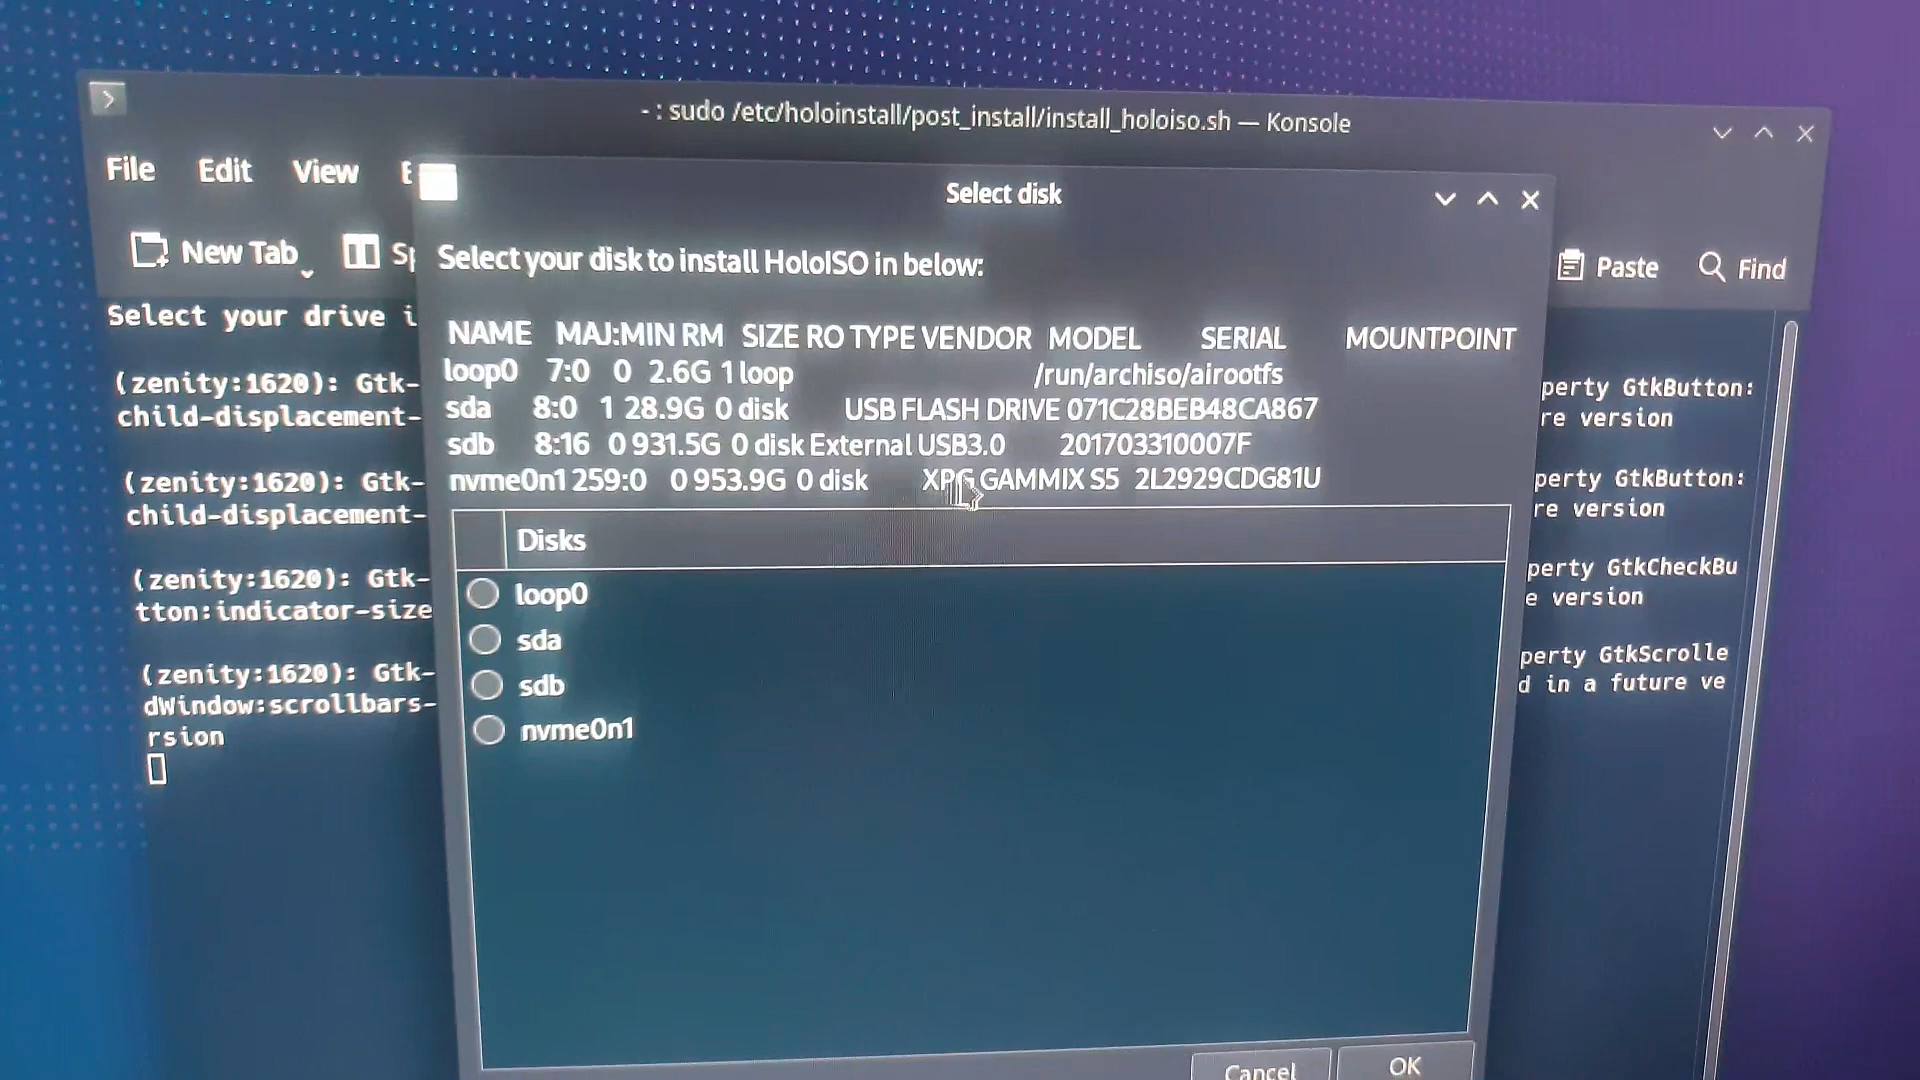 - : sudo /etc/holoinstall/post_install/install_holoiso.sh — Konsole
File Edit View
New Tab
Paste Find
Select disk
Select your disk to install HoloISO in below:
NAME MAJ:MIN RM SIZE RO TYPE VENDOR MODEL SERIAL MOUNTPOINT
loop0 7:0 0 2.6G 1 loop /run/archiso/airootfs
sda 8:0 1 28.9G 0 disk USB FLASH DRIVE 071C28BEB48CA867
sdb 8:16 0 931.5G 0 disk External USB3.0 201703310007F
nvme0n1 259:0 0 953.9G 0 disk XPG GAMMIX S5 2L2929CDG81U
Disks
loop0
sda
sdb
nvme0n1
Cancel OK
Select your drive i
(zenity:1620): Gtk-
child-displacement-
(zenity:1620): Gtk-
child-displacement-
(zenity:1620): Gtk-
tton:indicator-size
(zenity:1620): Gtk-
dWindow:scrollbars-
rsion
perty GtkButton:
re version
perty GtkButton:
re version
perty GtkCheckBu
e version
perty GtkScrolle
d in a future ve